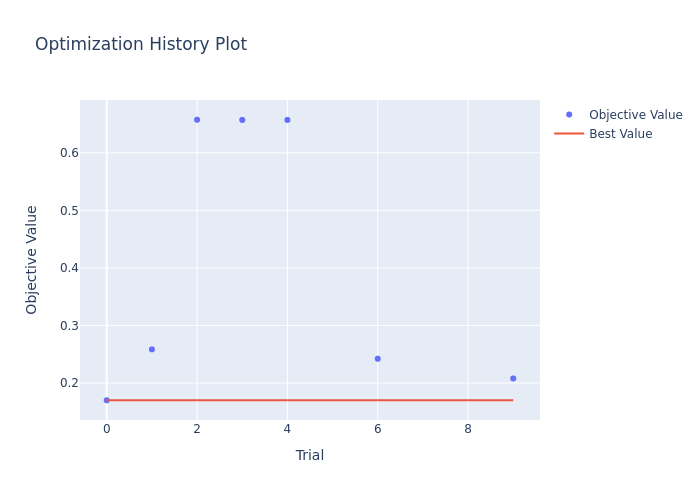 Optimization History Plot
Objective Value
Best Value
0.6
0.5
0.4
0.3
0.2
Objective Value
0 2 4 6 8
Trial